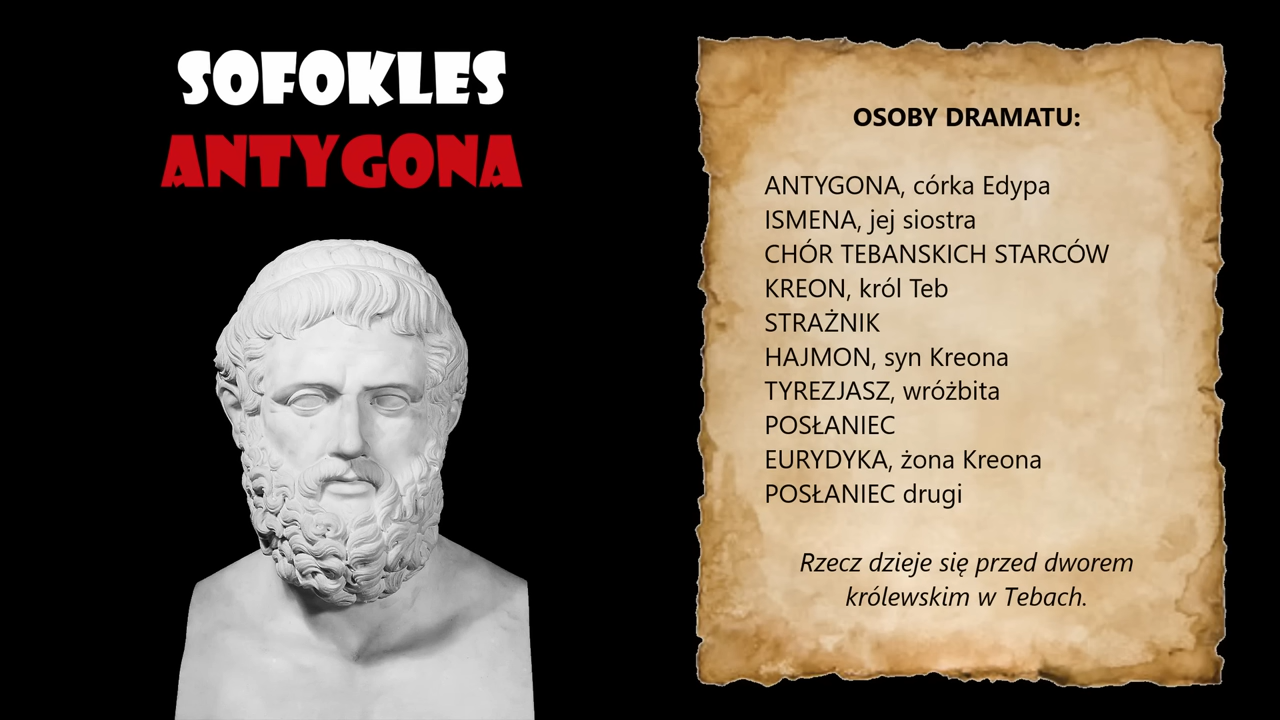 SOFOKLES
ANTYGONA
OSOBY DRAMATU:
ANTYGONA, córka Edypa
ISMENA, jej siostra
CHÓR TEBANSKICH STARCÓW
KREON, król Teb
STRAŻNIK
HAJMON, syn Kreona
TYREZJASZ, wróżbita
POSŁANIEC
EURYDYKA, żona Kreona
POSŁANIEC drugi
Rzecz dzieje się przed dworem
królewskim w Tebach.